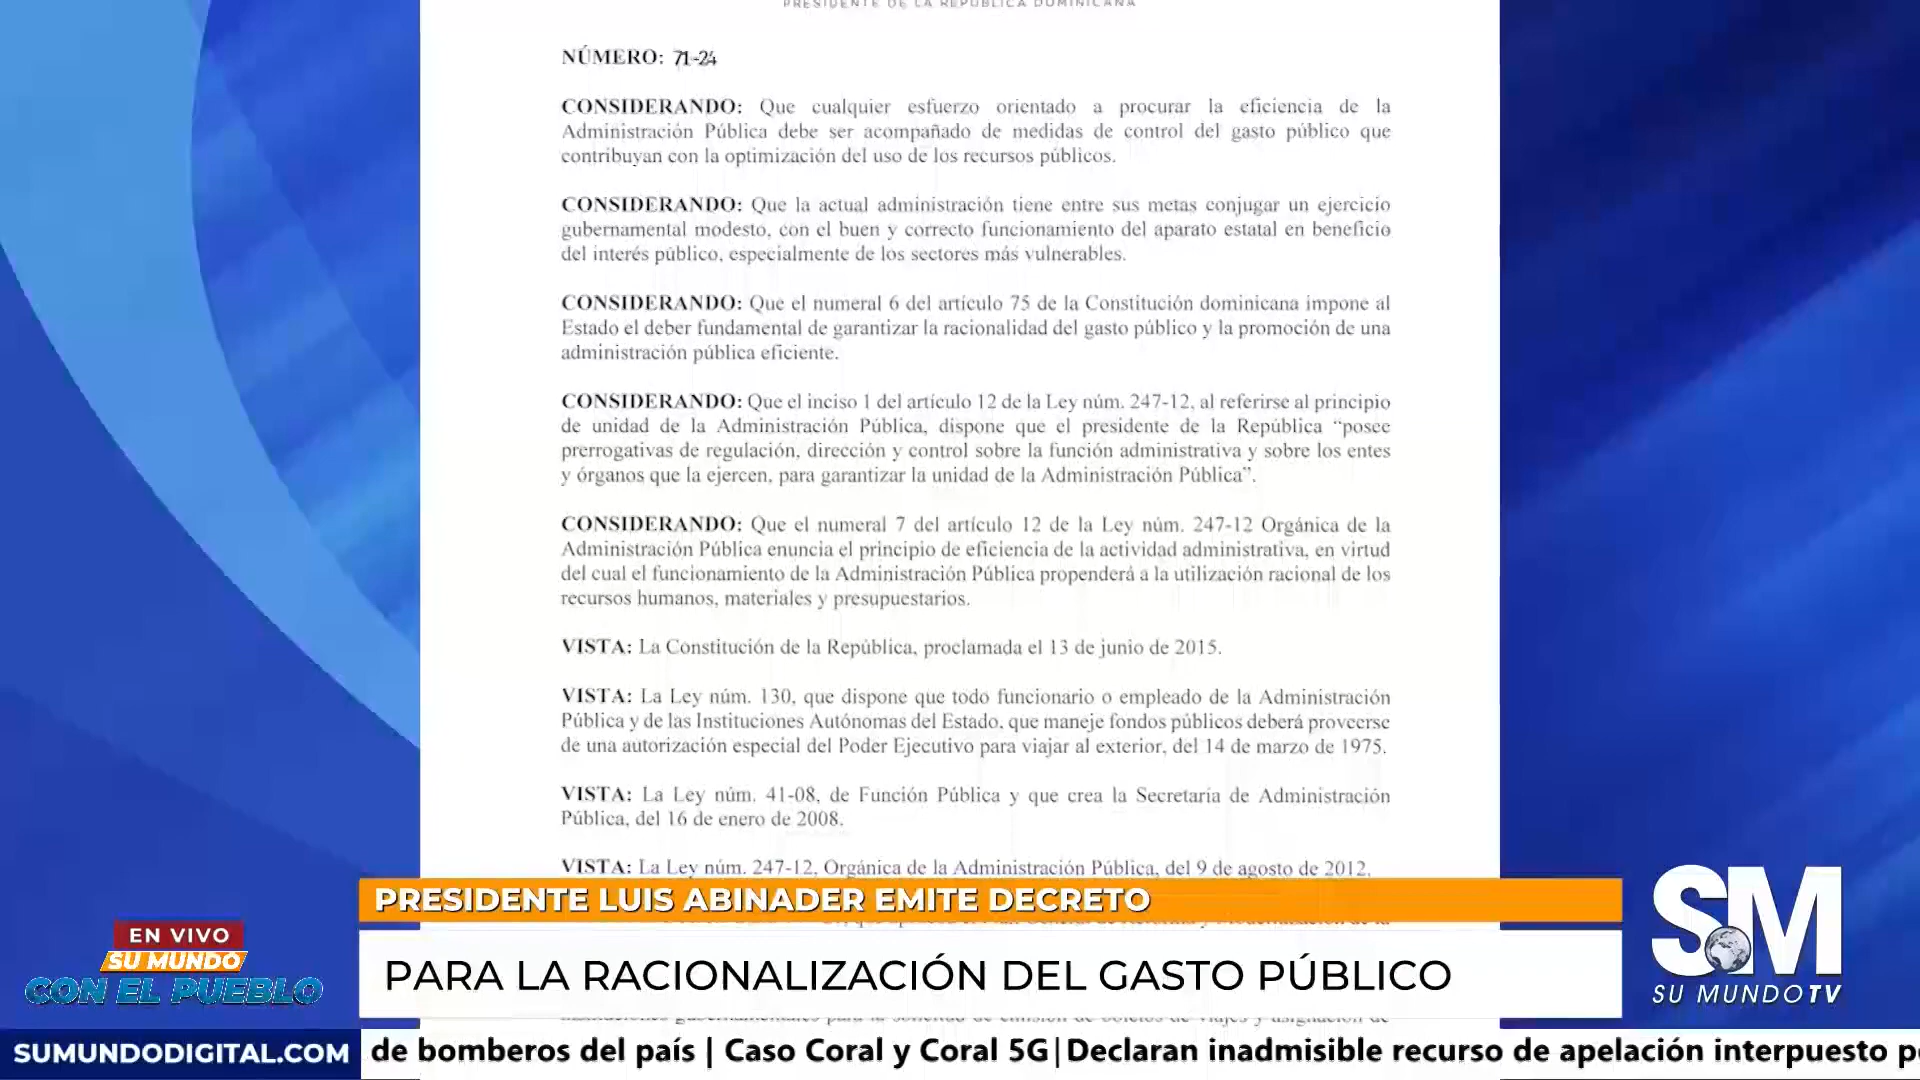 PRESIDENTE DE LA REPÚBLICA DOMINICANA
NÚMERO: 71-24
CONSIDERANDO: Que cualquier esfuerzo orientado a procurar la eficiencia de la
Administración Pública debe ser acompañado de medidas de control del gasto público que
contribuyan con la optimización del uso de los recursos públicos.
CONSIDERANDO: Que la actual administración tiene entre sus metas conjugar un ejercicio
gubernamental modesto, con el buen y correcto funcionamiento del aparato estatal en beneficio
del interés público, especialmente de los sectores más vulnerables.
CONSIDERANDO: Que el numeral 6 del artículo 75 de la Constitución dominicana impone al
Estado el deber fundamental de garantizar la racionalidad del gasto público y la promoción de una
administración pública eficiente.
CONSIDERANDO: Que el inciso 1 del artículo 12 de la Ley núm. 247-12, al referirse al principio
de unidad de la Administración Pública, dispone que el presidente de la República “posee
prerrogativas de regulación, dirección y control sobre la función administrativa y sobre los entes
y órganos que la ejercen, para garantizar la unidad de la Administración Pública”.
CONSIDERANDO: Que el numeral 7 del artículo 12 de la Ley núm. 247-12 Orgánica de la
Administración Pública enuncia el principio de eficiencia de la actividad administrativa, en virtud
del cual el funcionamiento de la Administración Pública propenderá a la utilización racional de los
recursos humanos, materiales y presupuestarios.
VISTA: La Constitución de la República, proclamada el 13 de junio de 2015.
VISTA: La Ley núm. 130, que dispone que todo funcionario o empleado de la Administración
Pública y de las Instituciones Autónomas del Estado, que maneje fondos públicos deberá proveerse
de una autorización especial del Poder Ejecutivo para viajar al exterior, del 14 de marzo de 1975.
VISTA: La Ley núm. 41-08, de Función Pública y que crea la Secretaría de Administración
Pública, del 16 de enero de 2008.
VISTA: La Ley núm. 247-12, Orgánica de la Administración Pública, del 9 de agosto de 2012.
PRESIDENTE LUIS ABINADER EMITE DECRETO
PARA LA RACIONALIZACIÓN DEL GASTO PÚBLICO
EN VIVO
SU MUNDO
CON EL PUEBLO
SM
SU MUNDO TV
SUMUNDODIGITAL.COM
de bomberos del país | Caso Coral y Coral 5G|Declaran inadmisible recurso de apelación interpuesto